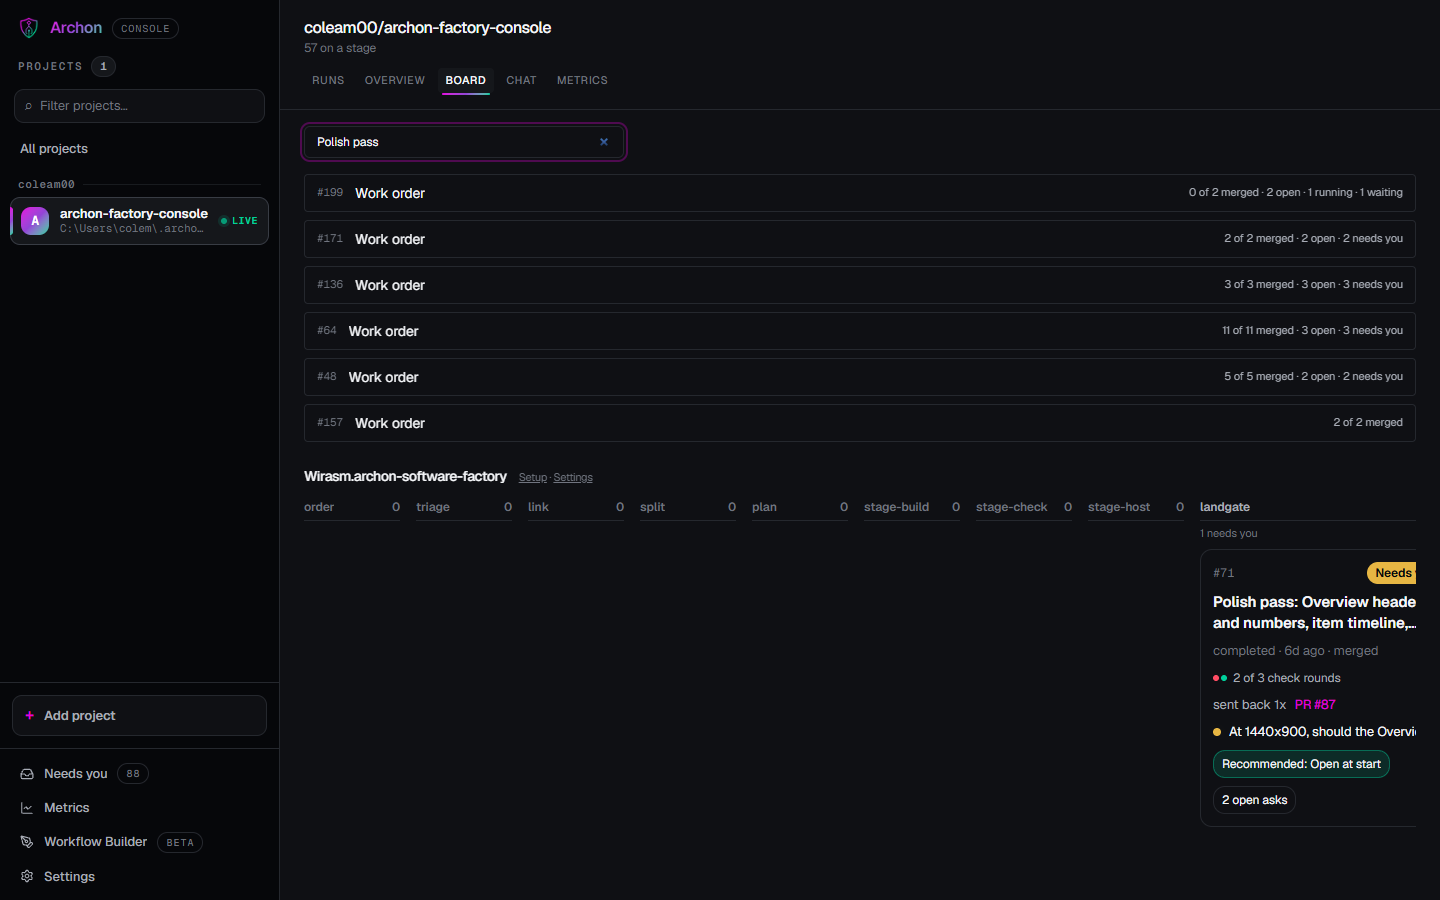 Archon CONSOLE
PROJECTS 1
Filter projects...
All projects
coleam00
A archon-factory-console LIVE
C:\Users\colem\.archo…
Add project
Needs you 88
Metrics
Workflow Builder BETA
Settings
coleam00/archon-factory-console
57 on a stage
RUNS OVERVIEW BOARD CHAT METRICS
Polish pass
#199 Work order 0 of 2 merged · 2 open · 1 running · 1 waiting
#171 Work order 2 of 2 merged · 2 open · 2 needs you
#136 Work order 3 of 3 merged · 3 open · 3 needs you
#64 Work order 11 of 11 merged · 3 open · 3 needs you
#48 Work order 5 of 5 merged · 2 open · 2 needs you
#157 Work order 2 of 2 merged
Wirasm.archon-software-factory Setup · Settings
order 0 triage 0 link 0 split 0 plan 0 stage-build 0 stage-check 0 stage-host 0 landgate
1 needs you
#71 Needs
Polish pass: Overview heade
and numbers, item timeline,...
completed · 6d ago · merged
2 of 3 check rounds
sent back 1x PR #87
At 1440x900, should the Overvi
Recommended: Open at start
2 open asks